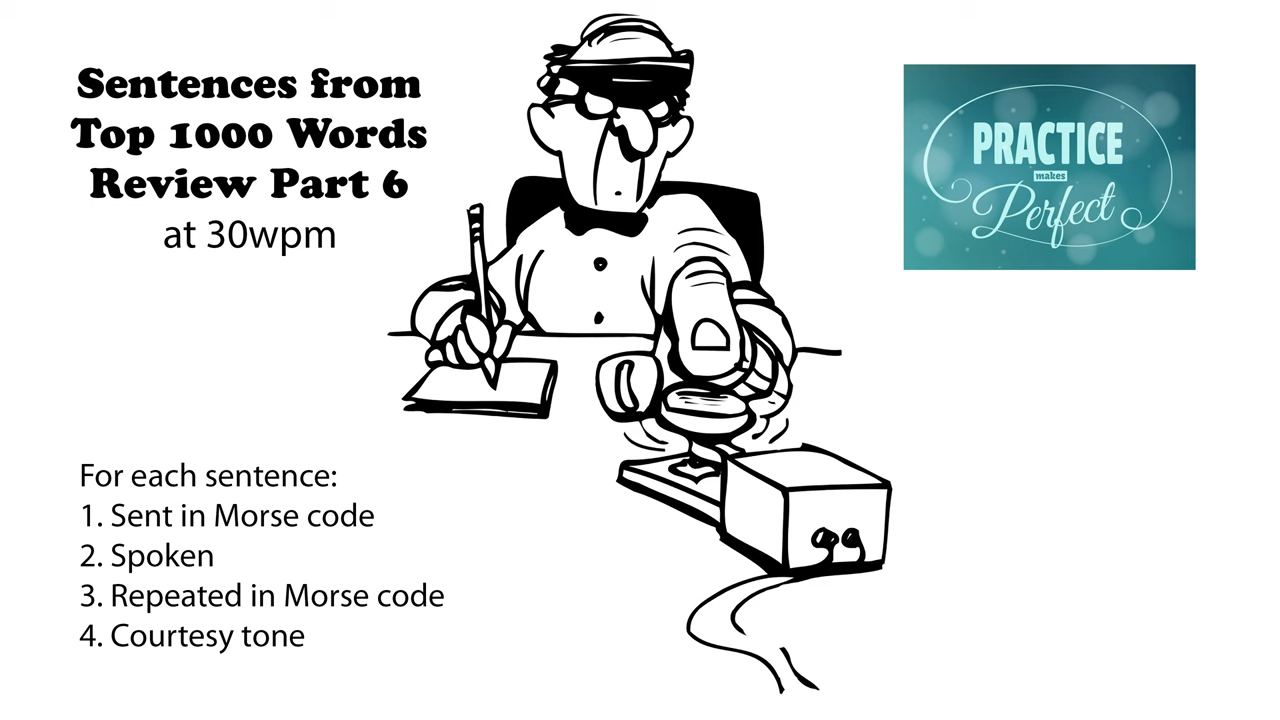 Sentences from
Top 1000 Words
Review Part 6
at 30wpm
PRACTICE
makes
Perfect
For each sentence:
1. Sent in Morse code
2. Spoken
3. Repeated in Morse code
4. Courtesy tone